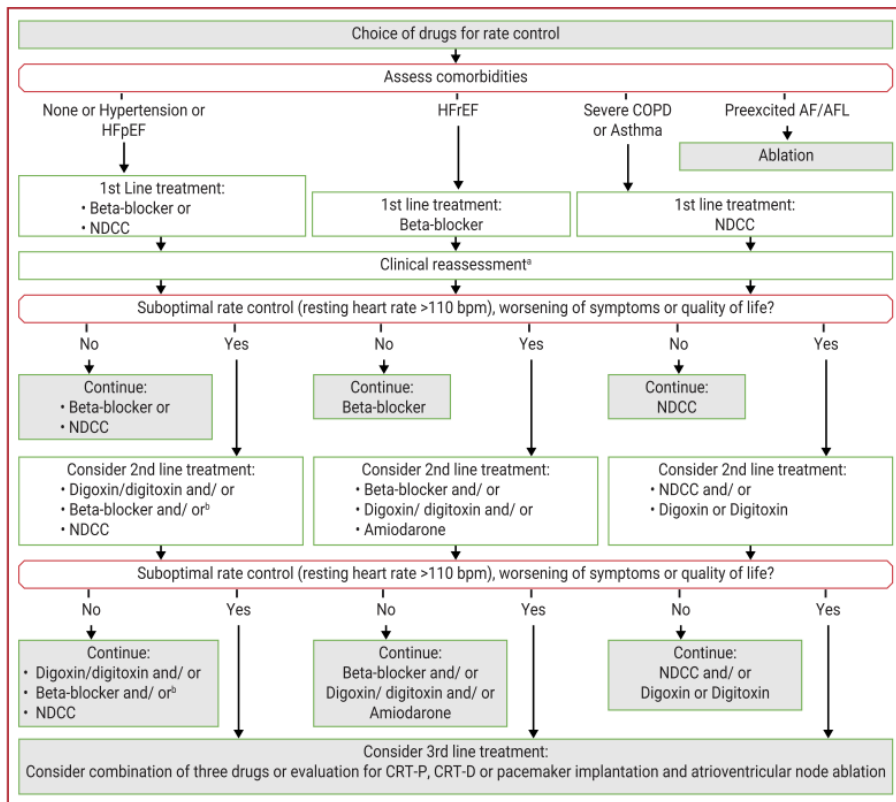 Choice of drugs for rate control
Assess comorbidities
None or Hypertension or
HFpEF
HFrEF
Severe COPD
or Asthma
Preexcited AF/AFL
Ablation
1st Line treatment:
• Beta-blocker or
• NDCC
1st line treatment:
Beta-blocker
1st line treatment:
NDCC
Clinical reassessmentᵃ
Suboptimal rate control (resting heart rate >110 bpm), worsening of symptoms or quality of life?
No
Yes
No
Yes
No
Yes
Continue:
• Beta-blocker or
• NDCC
Continue:
Beta-blocker
Continue:
NDCC
Consider 2nd line treatment:
• Digoxin/digitoxin and/ or
• Beta-blocker and/ orᵇ
• NDCC
Consider 2nd line treatment:
• Beta-blocker and/ or
• Digoxin/ digitoxin and/ or
• Amiodarone
Consider 2nd line treatment:
• NDCC and/ or
• Digoxin or Digitoxin
Suboptimal rate control (resting heart rate >110 bpm), worsening of symptoms or quality of life?
No
Yes
No
Yes
No
Yes
Continue:
• Digoxin/digitoxin and/ or
• Beta-blocker and/ orᵇ
• NDCC
Continue:
Beta-blocker and/ or
Digoxin/ digitoxin and/ or
Amiodarone
Continue:
NDCC and/ or
Digoxin or Digitoxin
Consider 3rd line treatment:
Consider combination of three drugs or evaluation for CRT-P, CRT-D or pacemaker implantation and atrioventricular node ablation